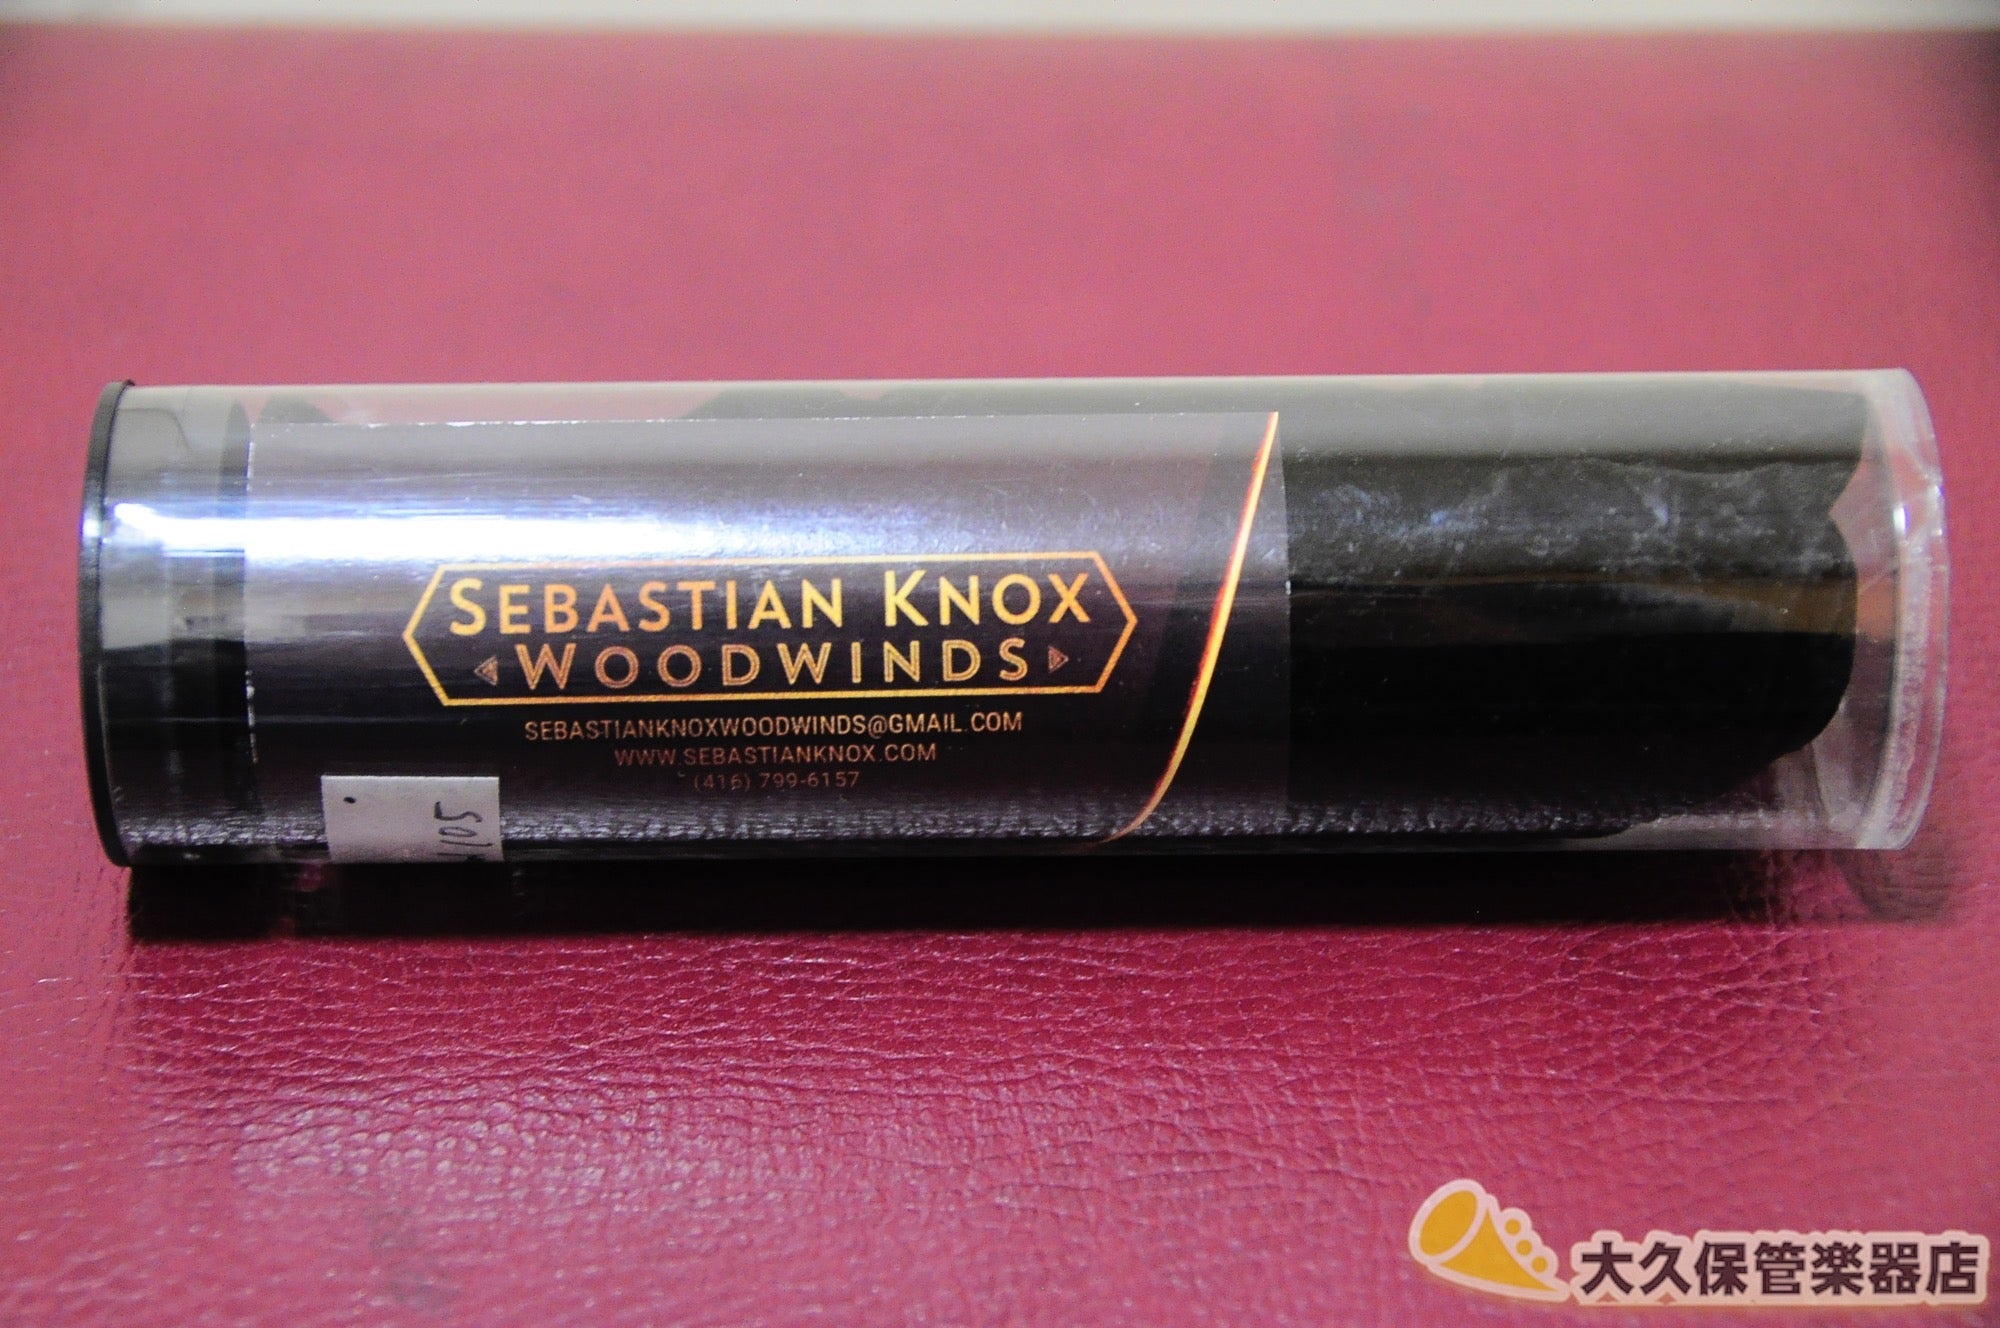 SEBASTIAN KNOX
WOODWINDS
SEBASTIANKNOXWOODWINDS@GMAIL.COM
WWW.SEBASTIANKNOX.COM
(416) 799-6157
大久保管楽器店